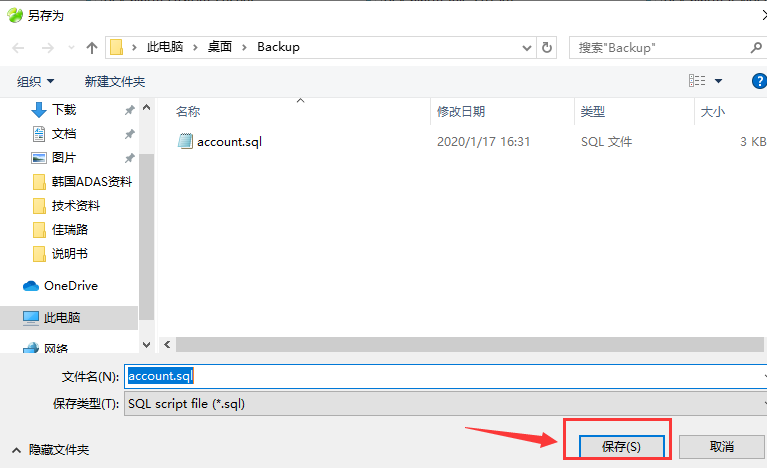 另存为
此电脑 桌面 Backup
搜索"Backup"
组织 新建文件夹
名称 修改日期 类型 大小
下载
文档
图片
韩国ADAS资料
技术资料
佳瑞路
说明书
OneDrive
此电脑
网络
account.sql 2020/1/17 16:31 SQL 文件 3 KB
文件名(N): account.sql
保存类型(T): SQL script file (*.sql)
隐藏文件夹
保存(S) 取消